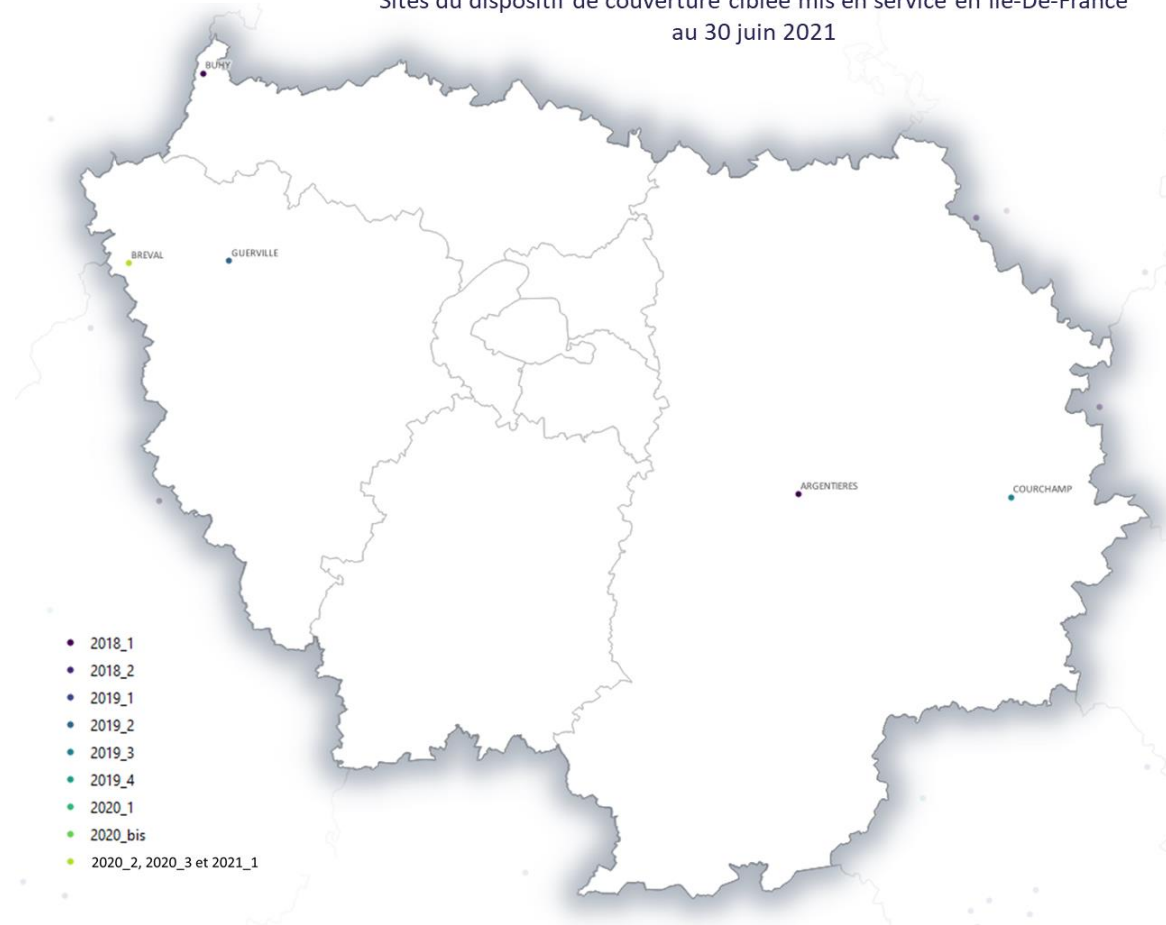 Sites du dispositif de couverture ciblée mis en service en Ile-De-France
au 30 juin 2021
BUHY
BREVAL
GUERVILLE
ARGENTIERES
COURCHAMP
2018_1
2018_2
2019_1
2019_2
2019_3
2019_4
2020_1
2020_bis
2020_2, 2020_3 et 2021_1